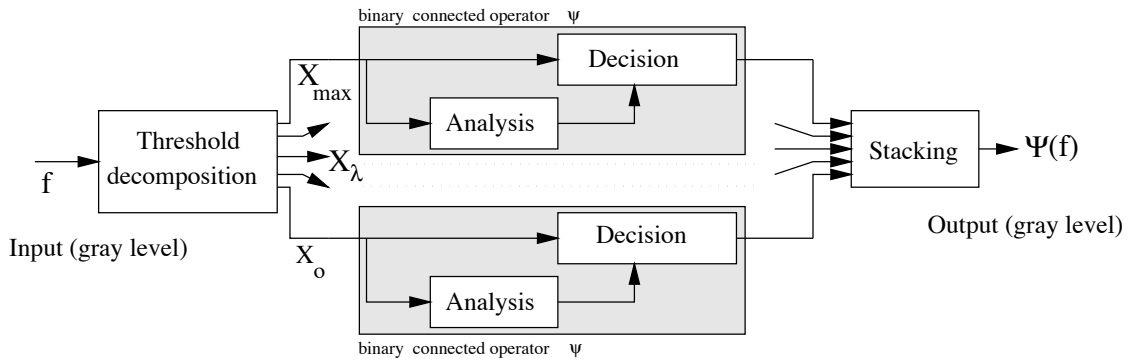 binary connected operator ψ
Decision
X max
Analysis
Threshold
decomposition
f
X λ
Stacking
Ψ(f)
Input (gray level)
Output (gray level)
Decision
X o
Analysis
binary connected operator ψ